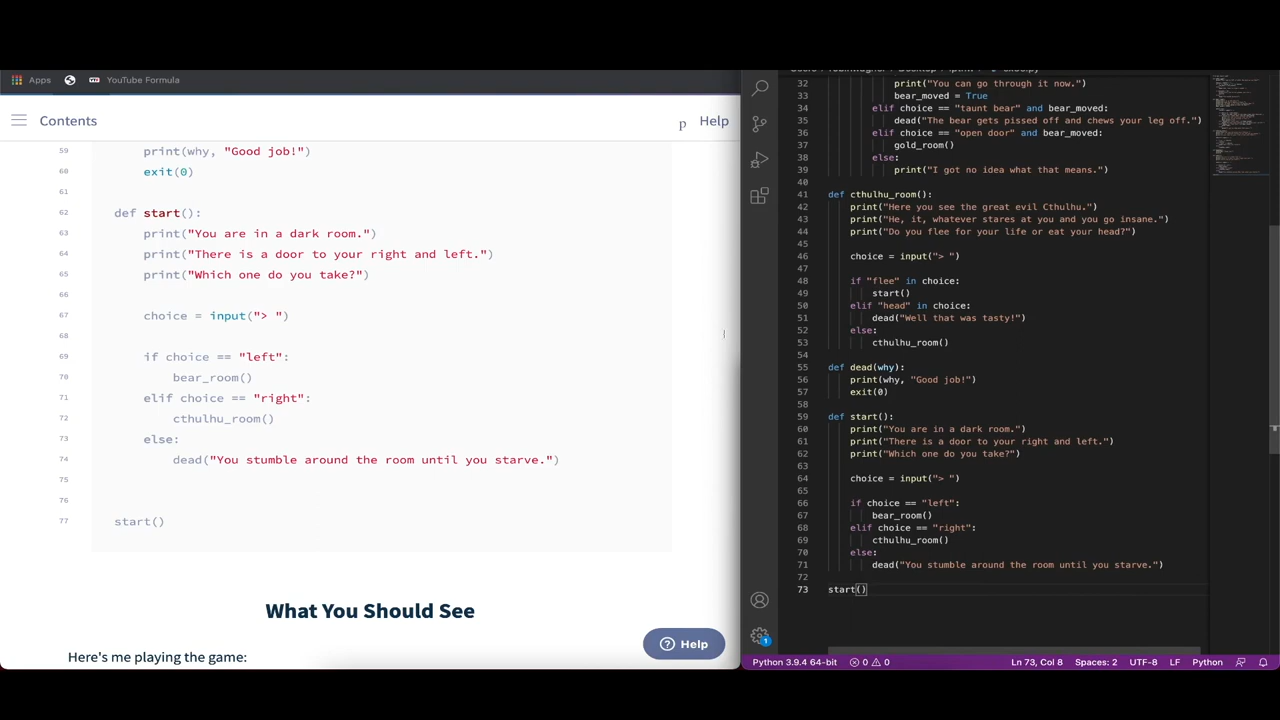 Apps
YouTube Formula
Contents
p
Help
59 print(why, "Good job!")
60 exit(0)
61
62 def start():
63 print("You are in a dark room.")
64 print("There is a door to your right and left.")
65 print("Which one do you take?")
66
67 choice = input("> ")
68
69 if choice == "left":
70 bear_room()
71 elif choice == "right":
72 cthulhu_room()
73 else:
74 dead("You stumble around the room until you starve.")
75
76
77 start()
What You Should See
Here's me playing the game:
Help
32 print("You can go through it now.")
33 bear_moved = True
34 elif choice == "taunt bear" and bear_moved:
35 dead("The bear gets pissed off and chews your leg off.")
36 elif choice == "open door" and bear_moved:
37 gold_room()
38 else:
39 print("I got no idea what that means.")
40
41 def cthulhu_room():
42 print("Here you see the great evil Cthulhu.")
43 print("He, it, whatever stares at you and you go insane.")
44 print("Do you flee for your life or eat your head?")
45
46 choice = input("> ")
47
48 if "flee" in choice:
49 start()
50 elif "head" in choice:
51 dead("Well that was tasty!")
52 else:
53 cthulhu_room()
54
55 def dead(why):
56 print(why, "Good job!")
57 exit(0)
58
59 def start():
60 print("You are in a dark room.")
61 print("There is a door to your right and left.")
62 print("Which one do you take?")
63
64 choice = input("> ")
65
66 if choice == "left":
67 bear_room()
68 elif choice == "right":
69 cthulhu_room()
70 else:
71 dead("You stumble around the room until you starve.")
72
73 start()
1
Python 3.9.4 64-bit 0 0 Ln 73, Col 8 Spaces: 2 UTF-8 LF Python